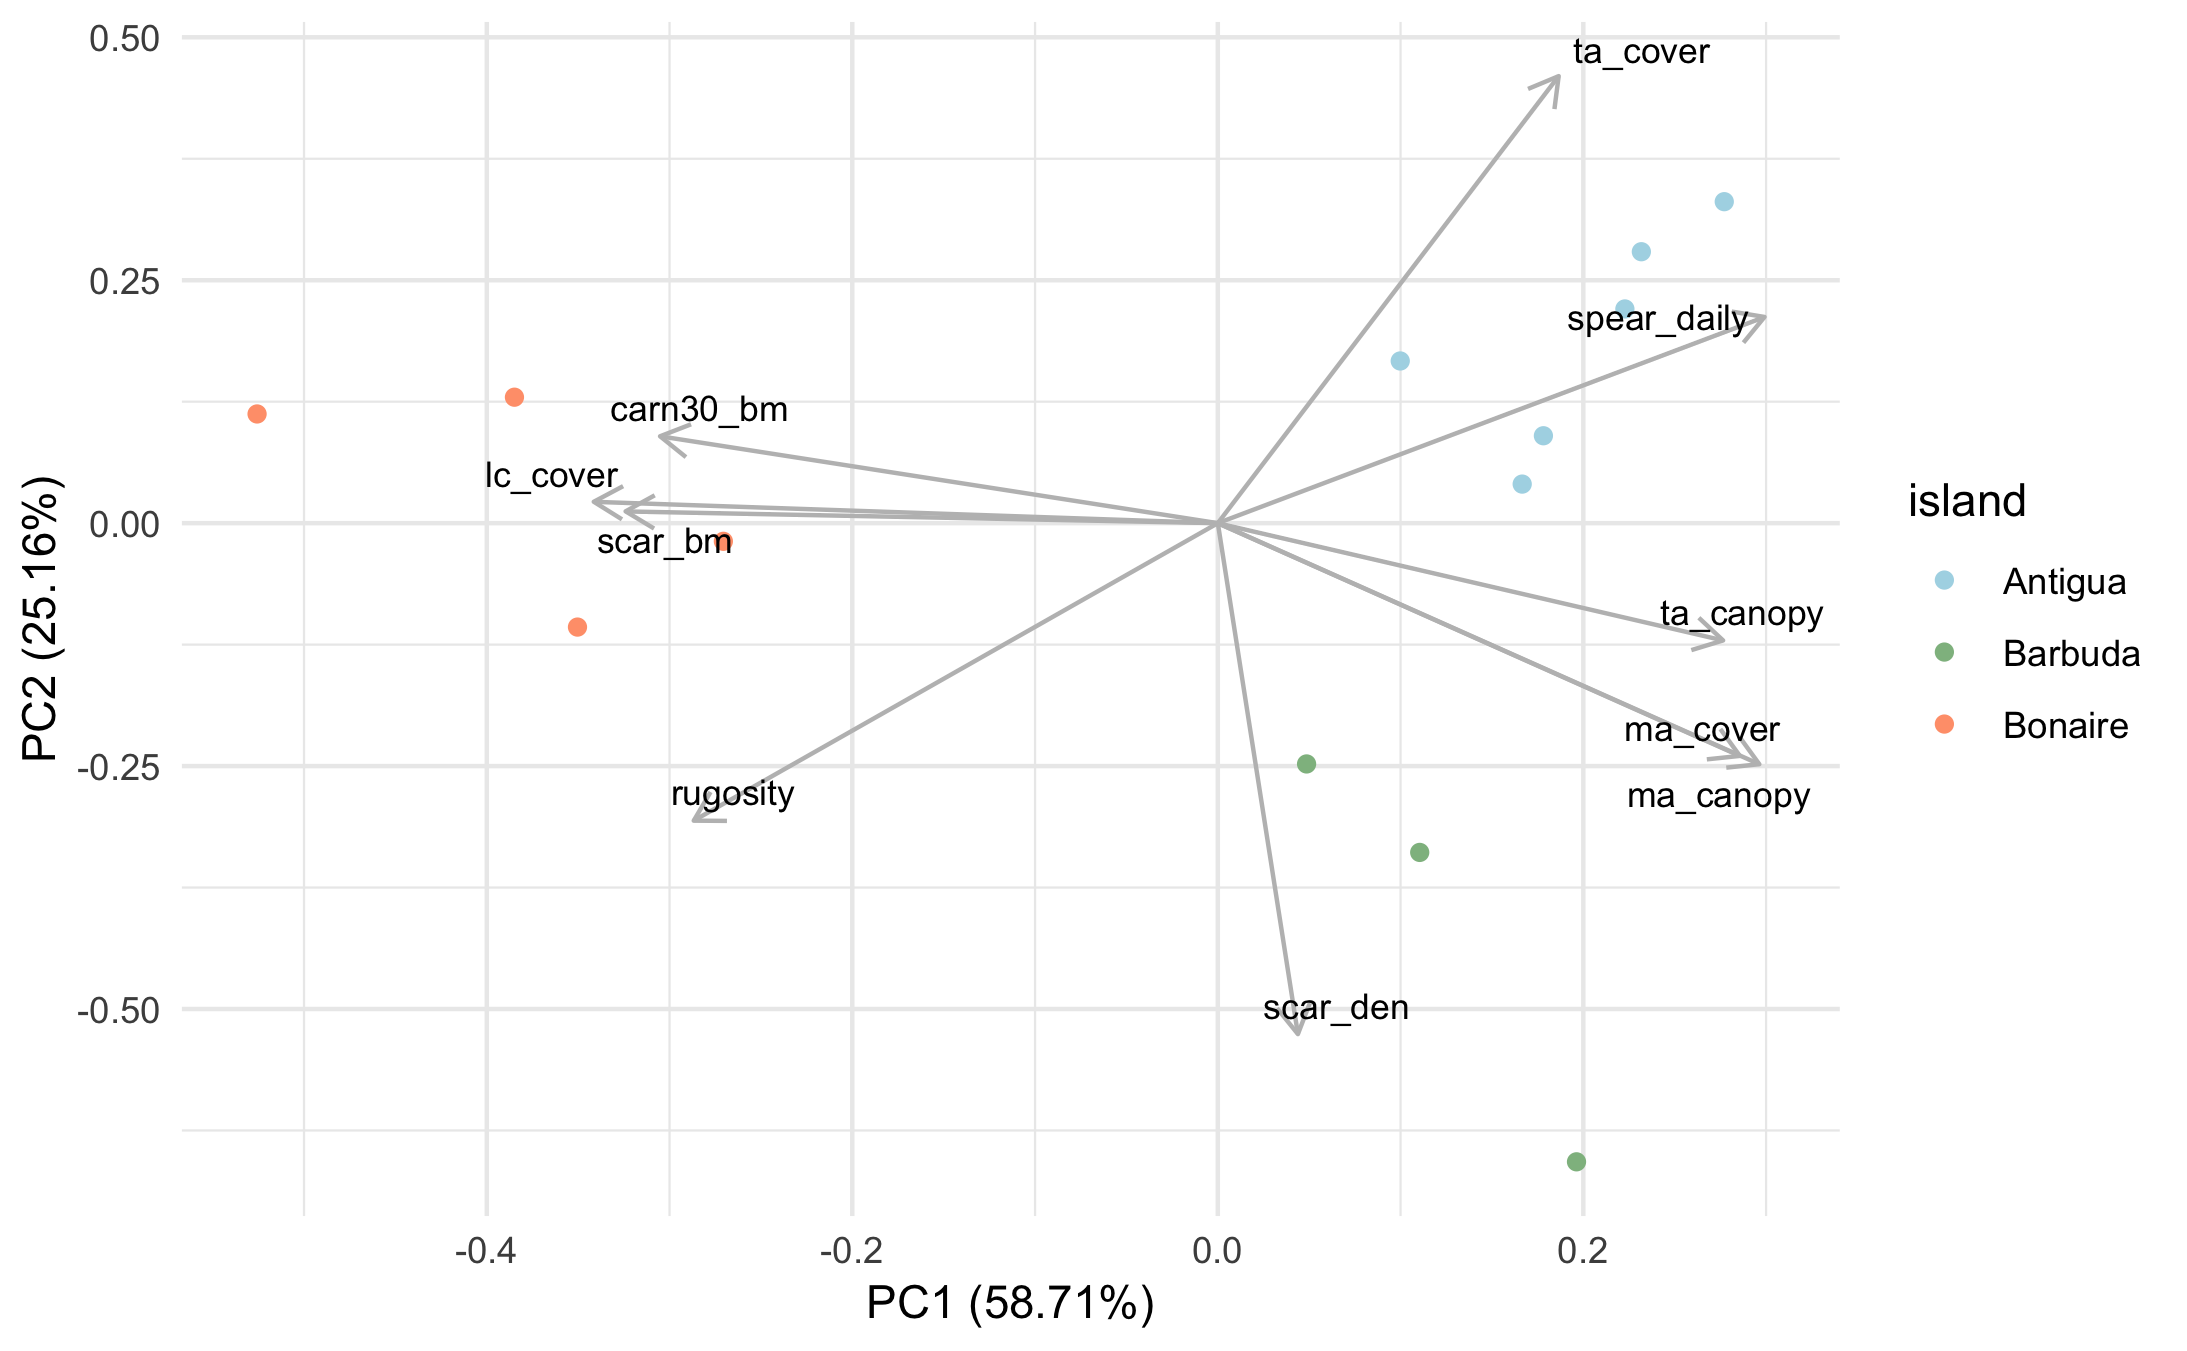 0.50
0.25
0.00
-0.25
-0.50
PC2 (25.16%)
ta_cover
spear_daily
carn30_bm
lc_cover
scar_bm
ta_canopy
ma_cover
ma_canopy
rugosity
scar_den
-0.4
-0.2
0.0
0.2
PC1 (58.71%)
island
Antigua
Barbuda
Bonaire